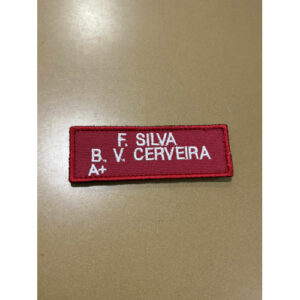 F. SILVA
B. V. CERVEIRA
A+